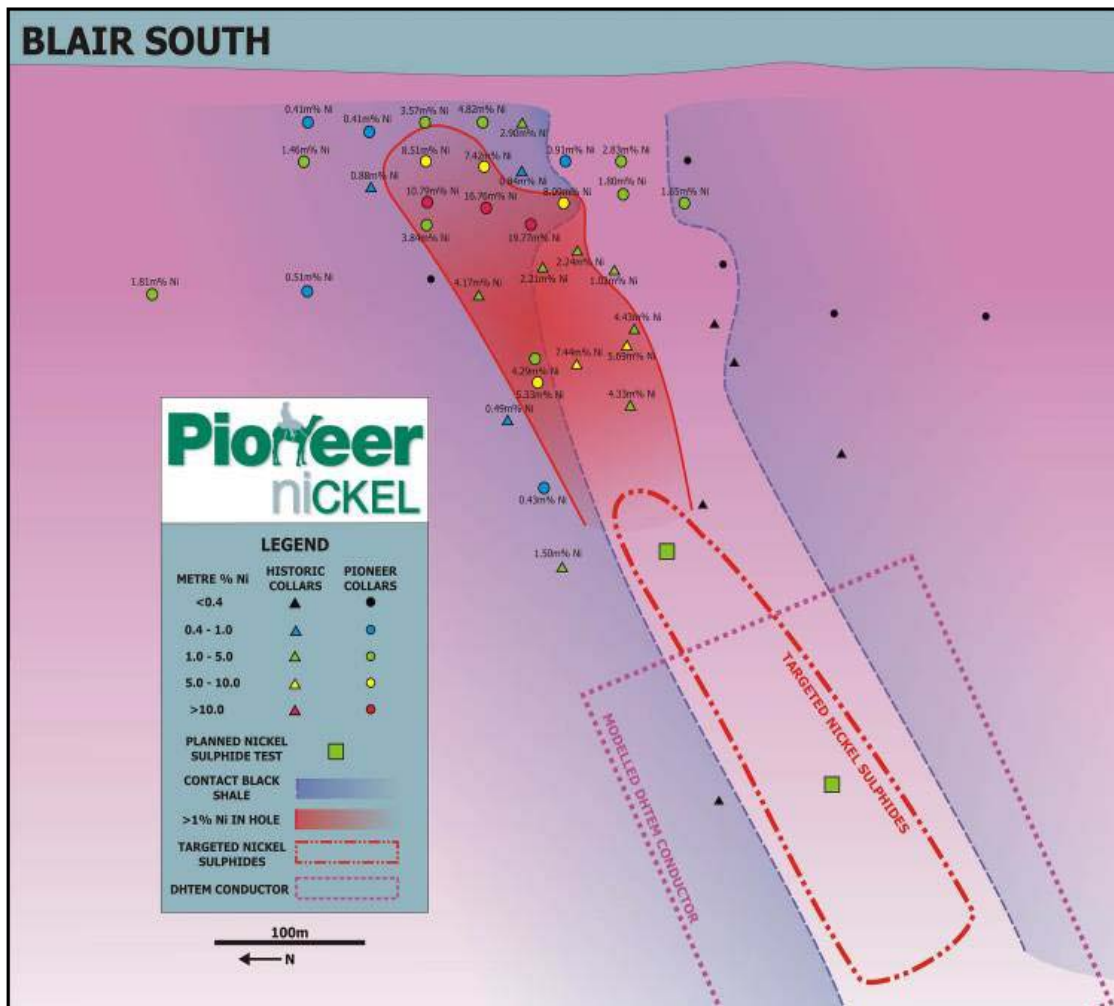 BLAIR SOUTH
0.41m% Ni
0.41m% Ni
3.57m% Ni
4.82m% Ni
2.90m% Ni
1.46m% Ni
0.88m% Ni
8.51m% Ni
7.42m% Ni
0.84m% Ni
0.91m% Ni
2.83m% Ni
1.80m% Ni
1.65m% Ni
10.79m% Ni
16.76m% Ni
8.09m% Ni
3.84m% Ni
19.77m% Ni
2.24m% Ni
2.21m% Ni
1.03m% Ni
1.81m% Ni
0.51m% Ni
4.17m% Ni
4.43m% Ni
5.09m% Ni
7.44m% Ni
4.29m% Ni
5.33m% Ni
4.33m% Ni
0.49m% Ni
0.43m% Ni
1.50m% Ni
Pioneer
niCKEL
LEGEND
METRE % Ni
HISTORIC
COLLARS
PIONEER
COLLARS
<0.4
0.4 - 1.0
1.0 - 5.0
5.0 - 10.0
>10.0
PLANNED NICKEL
SULPHIDE TEST
CONTACT BLACK
SHALE
>1% Ni IN HOLE
TARGETED NICKEL
SULPHIDES
DHTEM CONDUCTOR
100m
N
MODELLED DHTEM CONDUCTOR
TARGETED NICKEL SULPHIDES